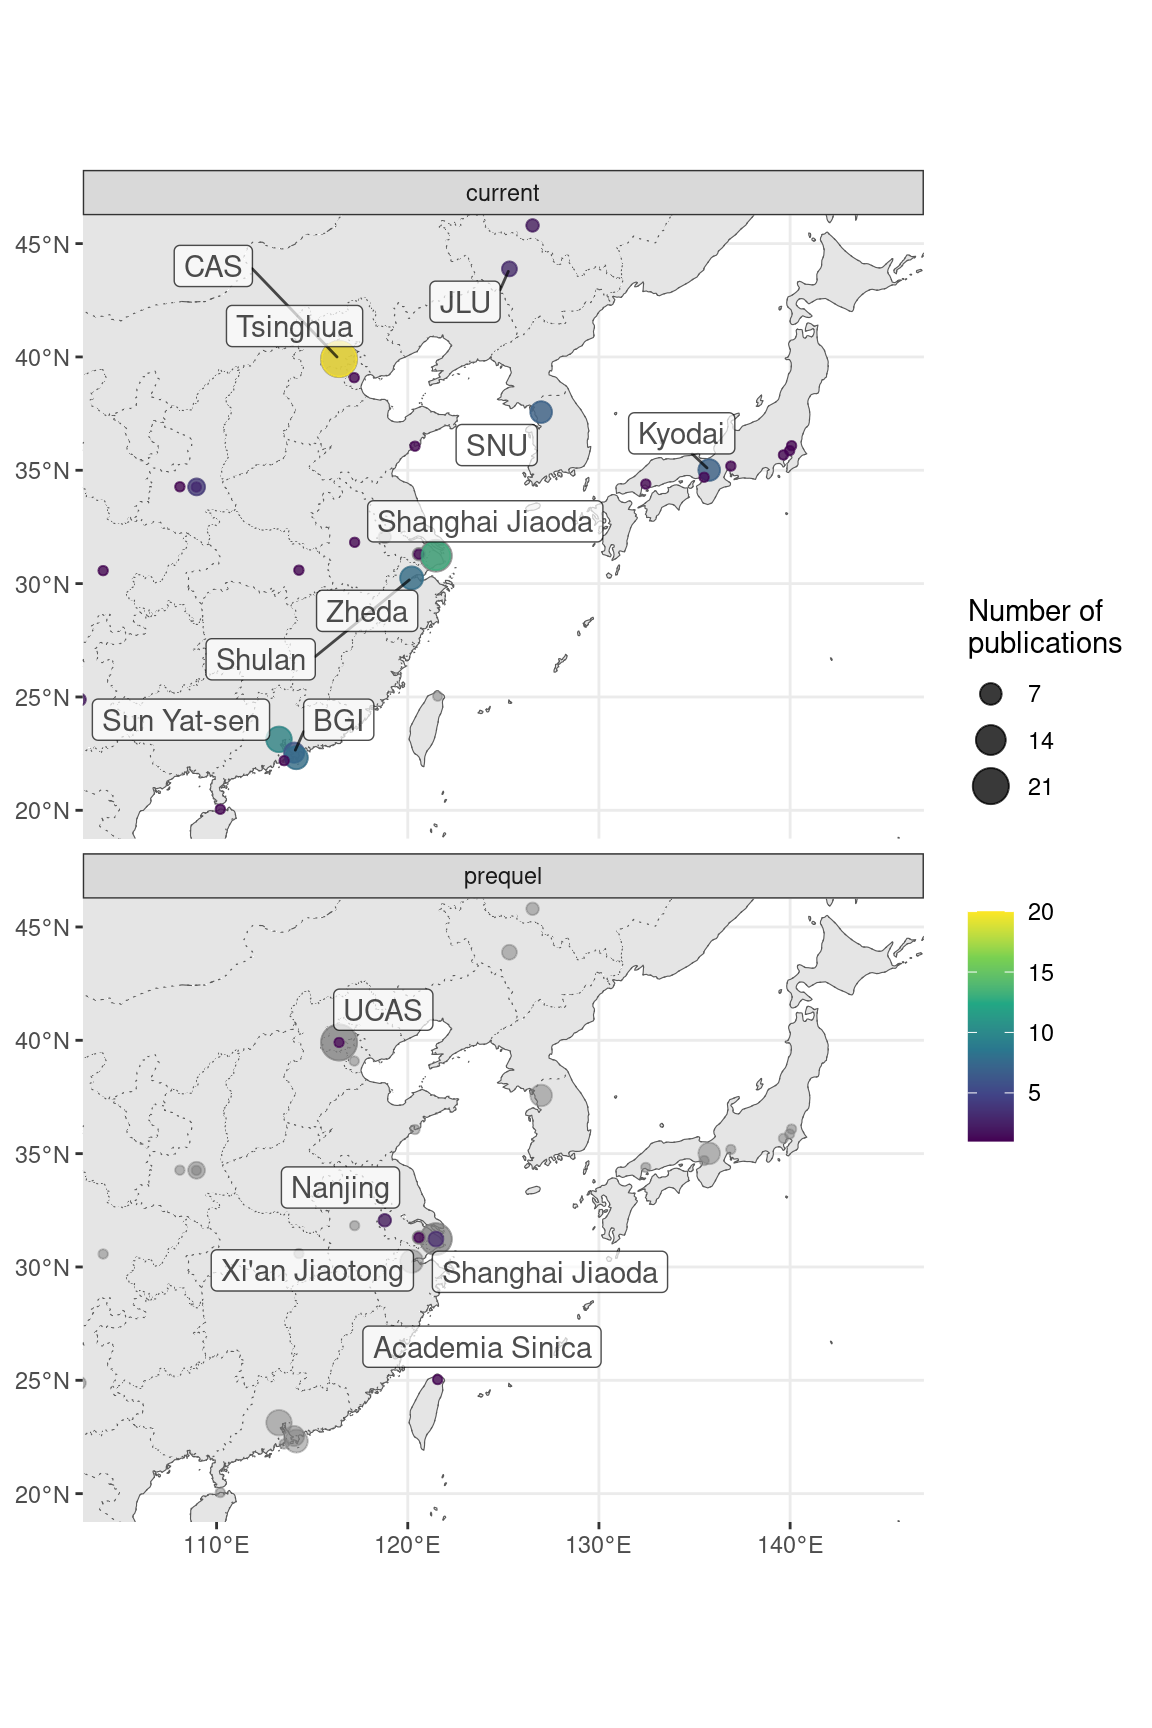 current
45°N
40°N
35°N
30°N
25°N
20°N
CAS
Tsinghua
JLU
SNU
Kyodai
Shanghai Jiaoda
Zheda
Shulan
Sun Yat-sen
BGI
prequel
45°N
40°N
35°N
30°N
25°N
20°N
UCAS
Nanjing
Xi'an Jiaotong
Shanghai Jiaoda
Academia Sinica
110°E
120°E
130°E
140°E
Number of
publications
7
14
21
20
15
10
5